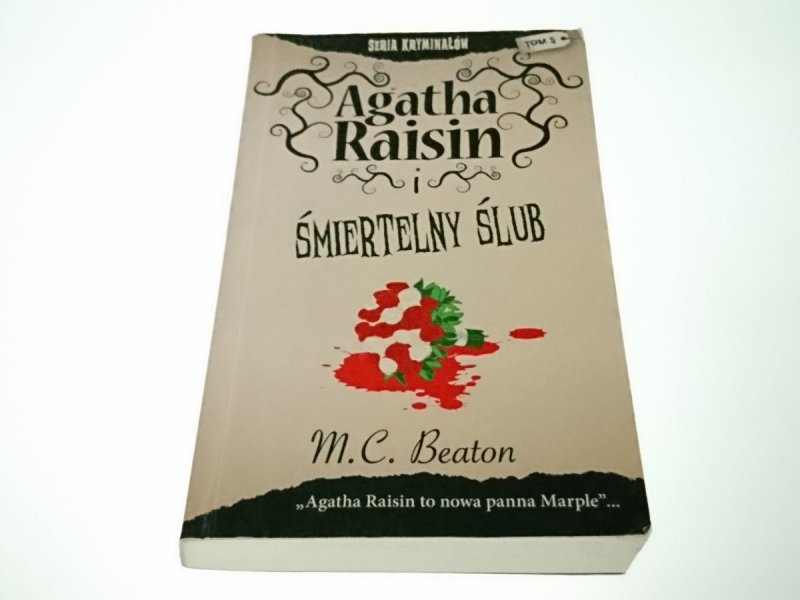 SERIA KRYMINAŁÓW
TOM 5
Agatha
Raisin
i
ŚMIERTELNY ŚLUB
M.C. Beaton
„Agatha Raisin to nowa panna Marple”...